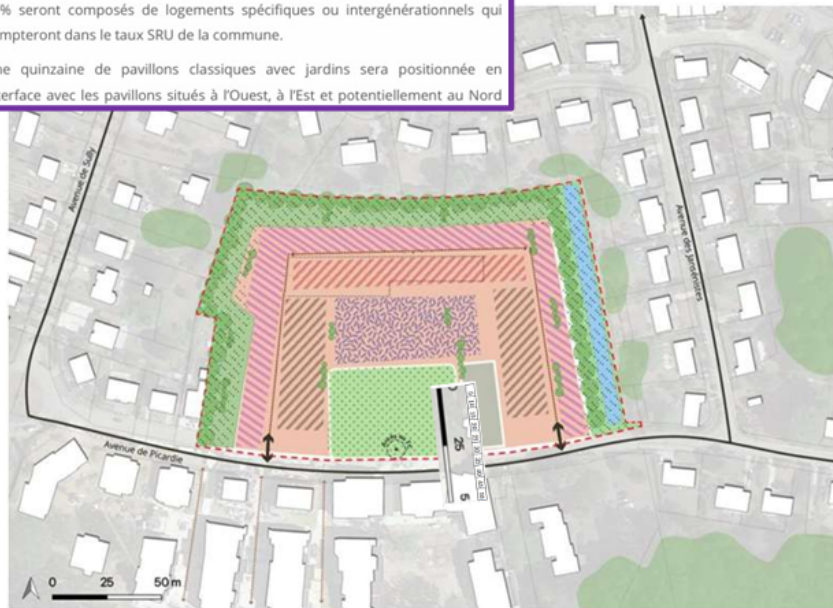 % seront composés de logements spécifiques ou intergénérationnels qui
mpteront dans le taux SRU de la commune.
ne quinzaine de pavillons classiques avec jardins sera positionnée en
terface avec les pavillons situés à l'Ouest, à l'Est et potentiellement au Nord
Avenue de Sully
Avenue des Jansénistes
Avenue de Picardie
25
5
0 25 50 m